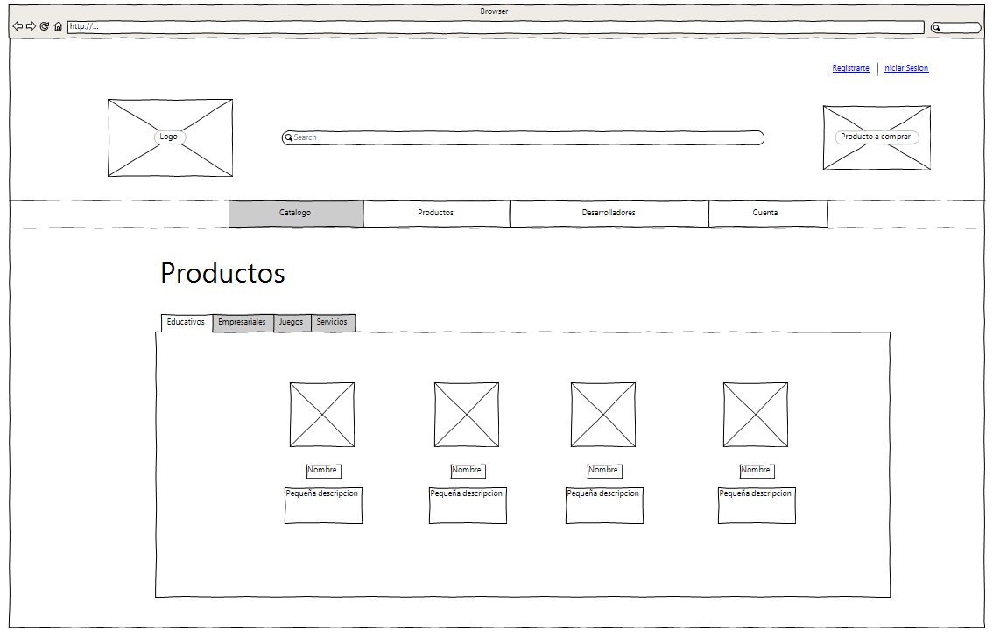 Browser
http://...
Registrarte | Iniciar Sesion
Logo
Search
Producto a comprar
Catalogo Productos Desarrolladores Cuenta
Productos
Educativos Empresariales Juegos Servicios
Nombre Nombre Nombre Nombre
Pequeña descripcion Pequeña descripcion Pequeña descripcion Pequeña descripcion